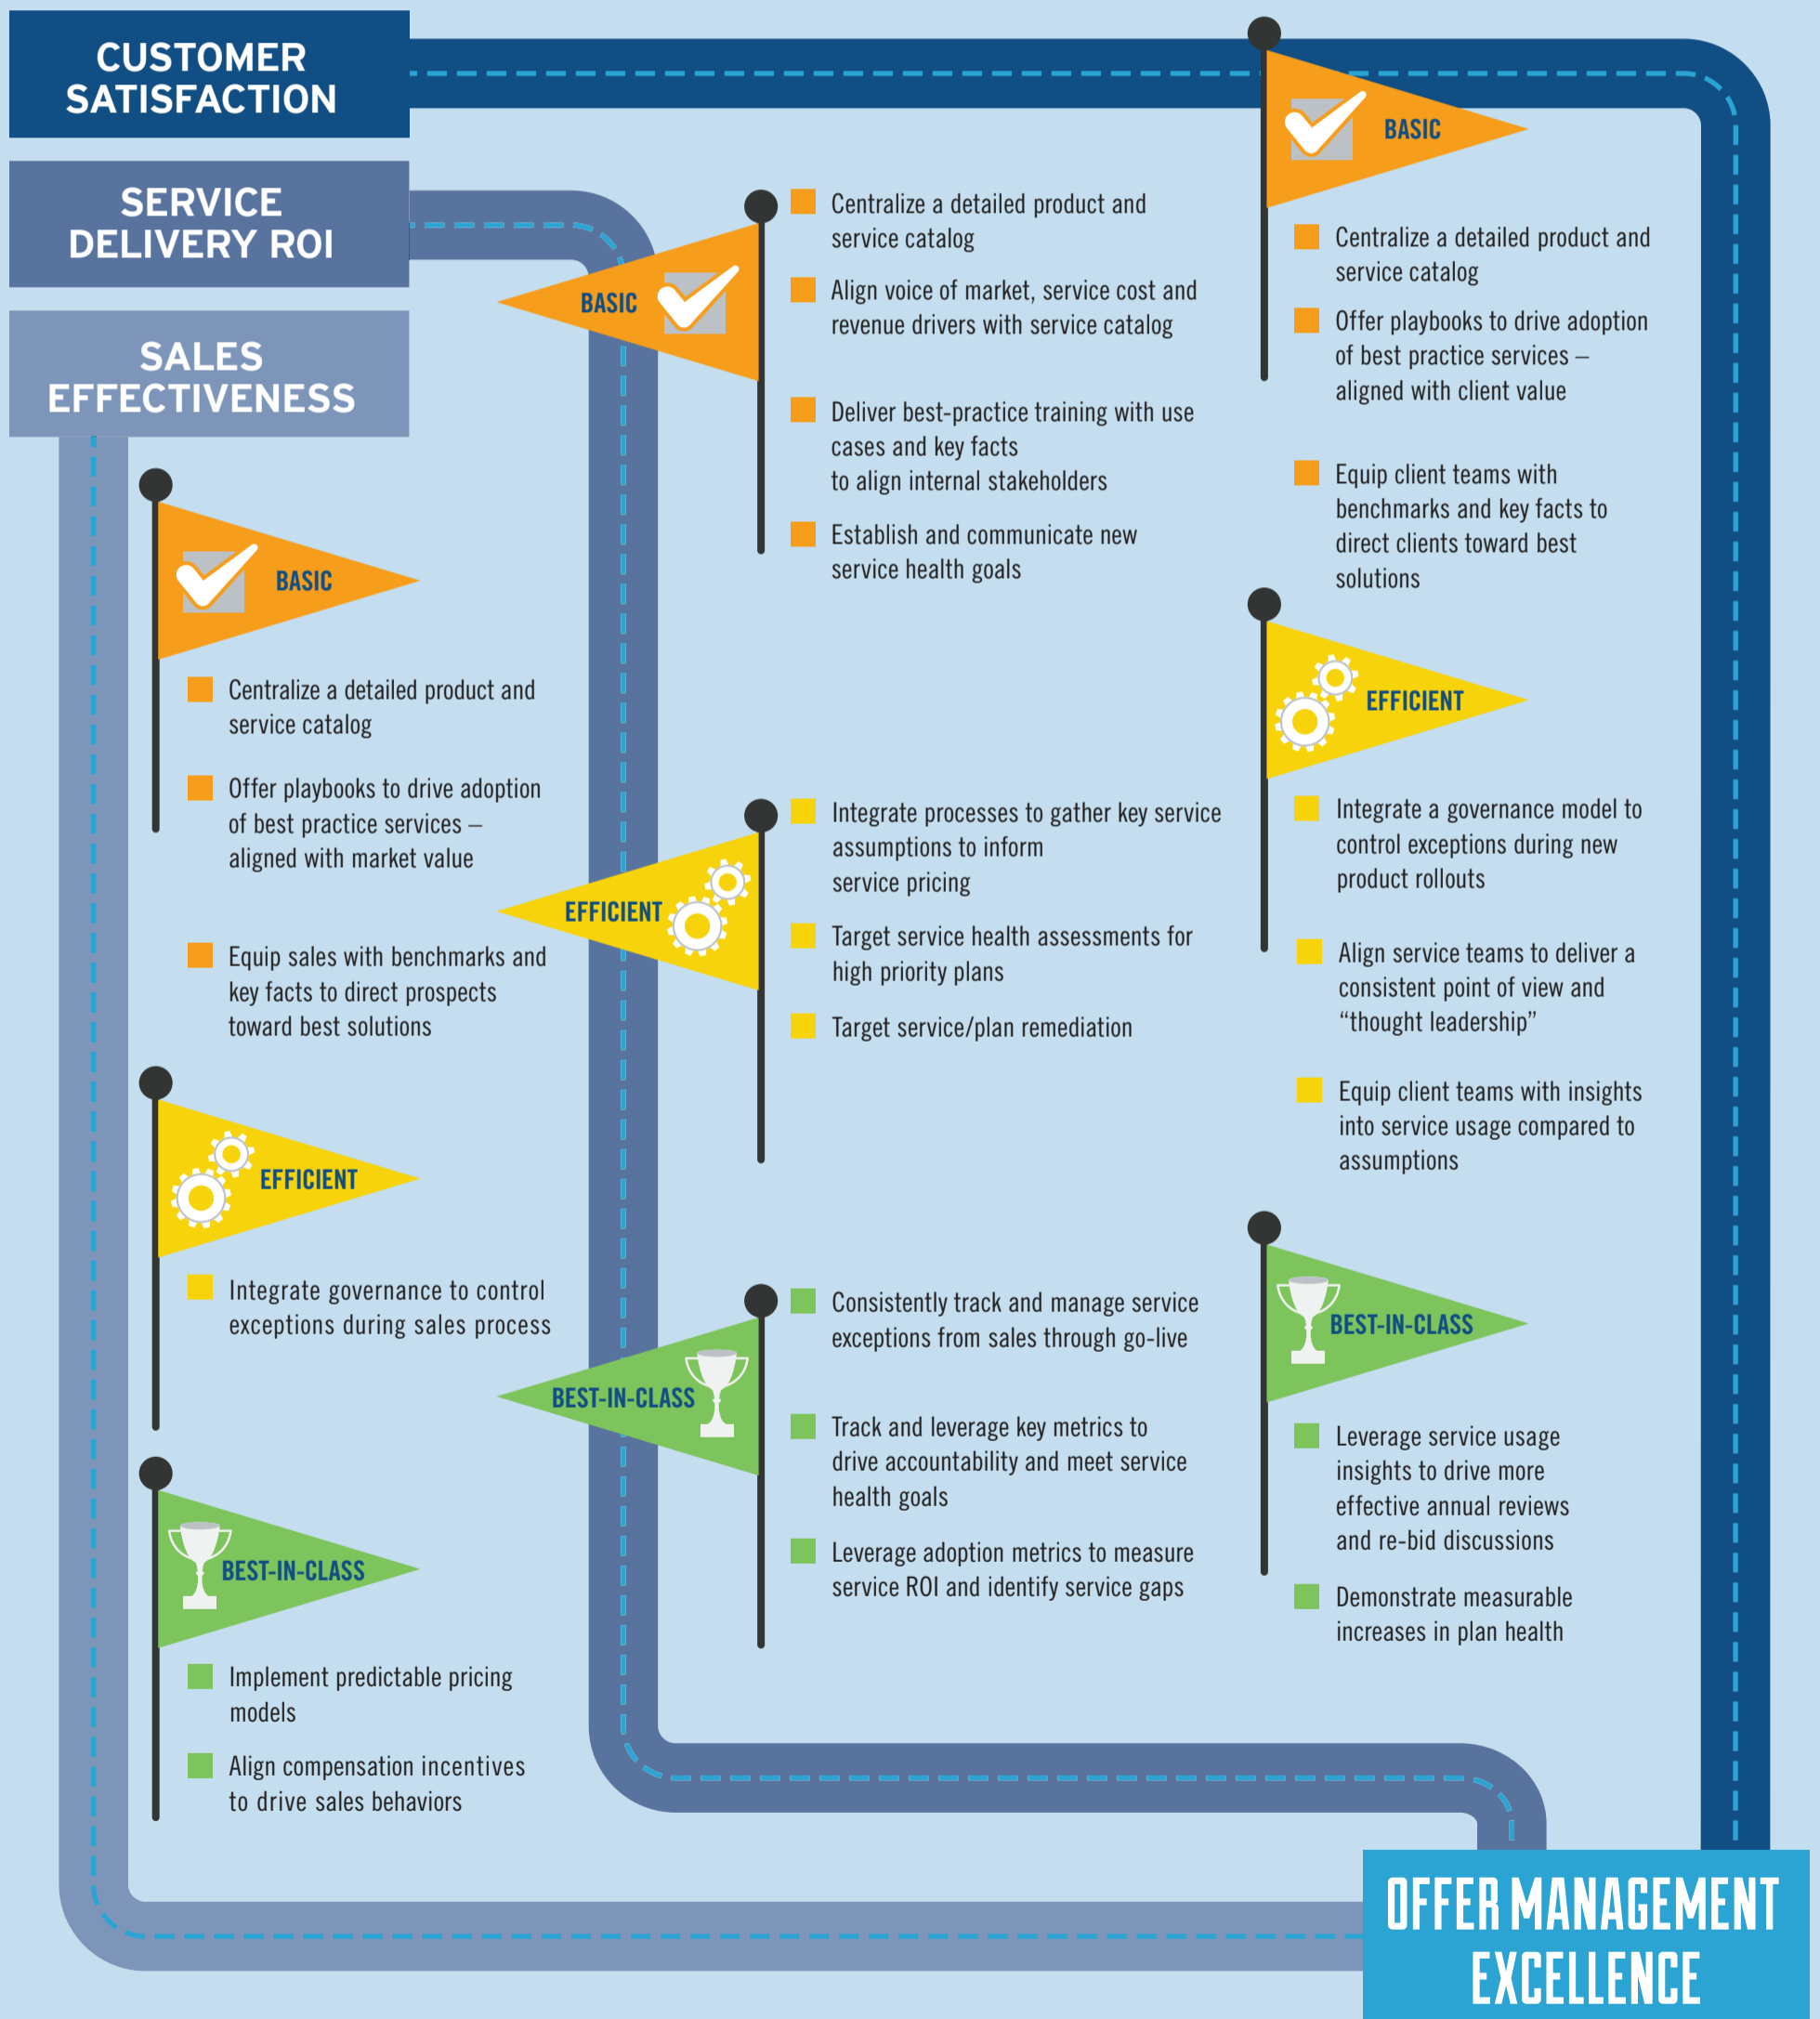 CUSTOMER
SATISFACTION
SERVICE
DELIVERY ROI
SALES
EFFECTIVENESS
BASIC
Centralize a detailed product and
service catalog
Offer playbooks to drive adoption
of best practice services –
aligned with market value
Equip sales with benchmarks and
key facts to direct prospects
toward best solutions
EFFICIENT
Integrate governance to control
exceptions during sales process
BEST-IN-CLASS
Implement predictable pricing
models
Align compensation incentives
to drive sales behaviors
BASIC
Centralize a detailed product and
service catalog
Align voice of market, service cost and
revenue drivers with service catalog
Deliver best-practice training with use
cases and key facts
to align internal stakeholders
Establish and communicate new
service health goals
EFFICIENT
Integrate processes to gather key service
assumptions to inform
service pricing
Target service health assessments for
high priority plans
Target service/plan remediation
BEST-IN-CLASS
Consistently track and manage service
exceptions from sales through go-live
Track and leverage key metrics to
drive accountability and meet service
health goals
Leverage adoption metrics to measure
service ROI and identify service gaps
BASIC
Centralize a detailed product and
service catalog
Offer playbooks to drive adoption
of best practice services –
aligned with client value
Equip client teams with
benchmarks and key facts to
direct clients toward best
solutions
EFFICIENT
Integrate a governance model to
control exceptions during new
product rollouts
Align service teams to deliver a
consistent point of view and
“thought leadership”
Equip client teams with insights
into service usage compared to
assumptions
BEST-IN-CLASS
Leverage service usage
insights to drive more
effective annual reviews
and re-bid discussions
Demonstrate measurable
increases in plan health
OFFER MANAGEMENT
EXCELLENCE